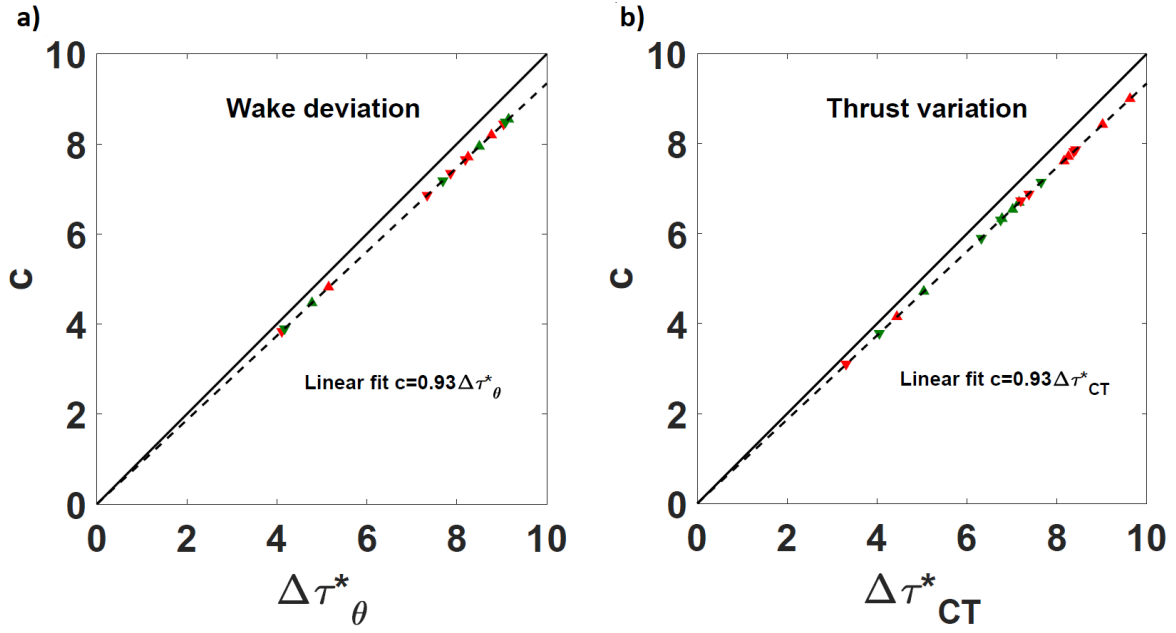 a)
10
8
6
4
2
0
c
Wake deviation
Linear fit c=0.93Δτ*θ
0 2 4 6 8 10
Δτ*θ
b)
10
8
6
4
2
0
c
Thrust variation
Linear fit c=0.93Δτ*CT
0 2 4 6 8 10
Δτ*CT